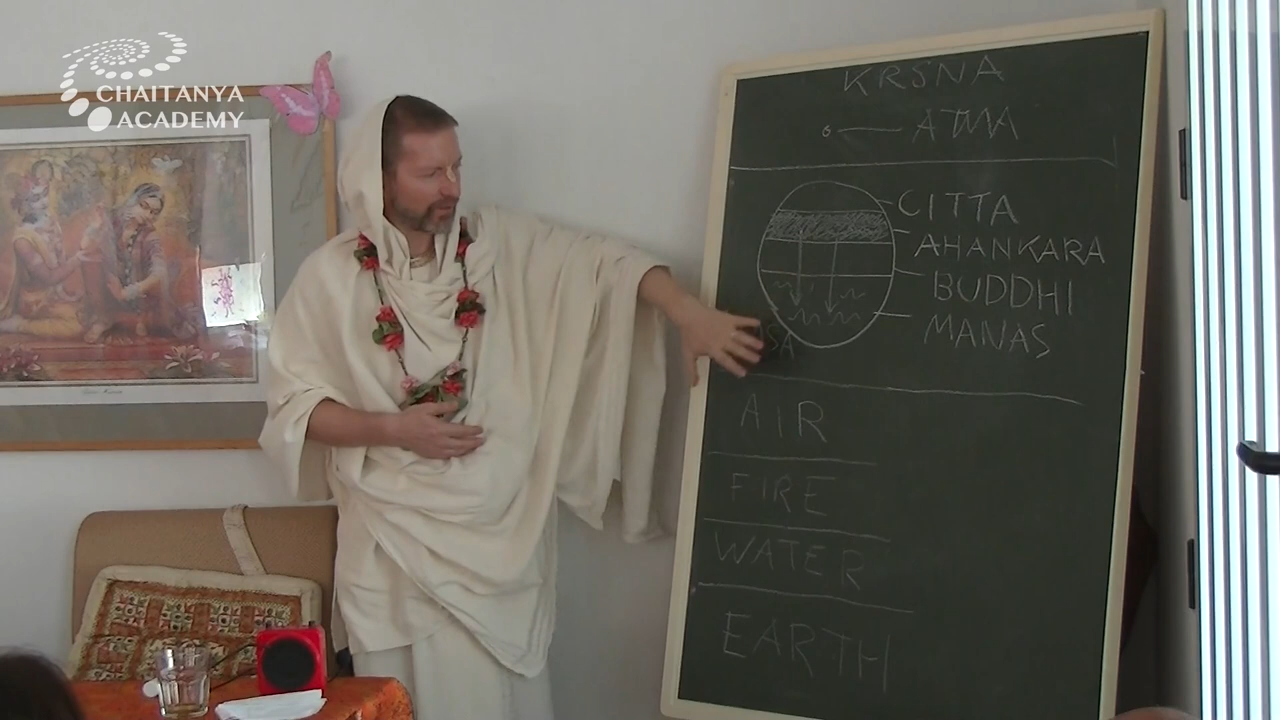 CHAITANYA
ACADEMY
KRSNA
ATMA
CITTA
AHANKARA
BUDDHI
MANAS
AIR
FIRE
WATER
EARTH